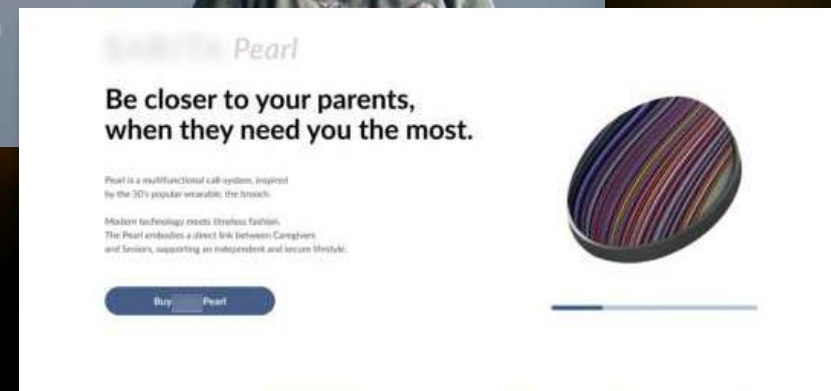 Pearl
Be closer to your parents,
when they need you the most.
Pearl is a multifunctional call-system, inspired
by the 30's popular wearable, the brooch.
Modern technology meets timeless fashion.
The Pearl embodies a direct link between Caregivers
and Seniors, supporting an independent and secure lifestyle.
Buy Pearl